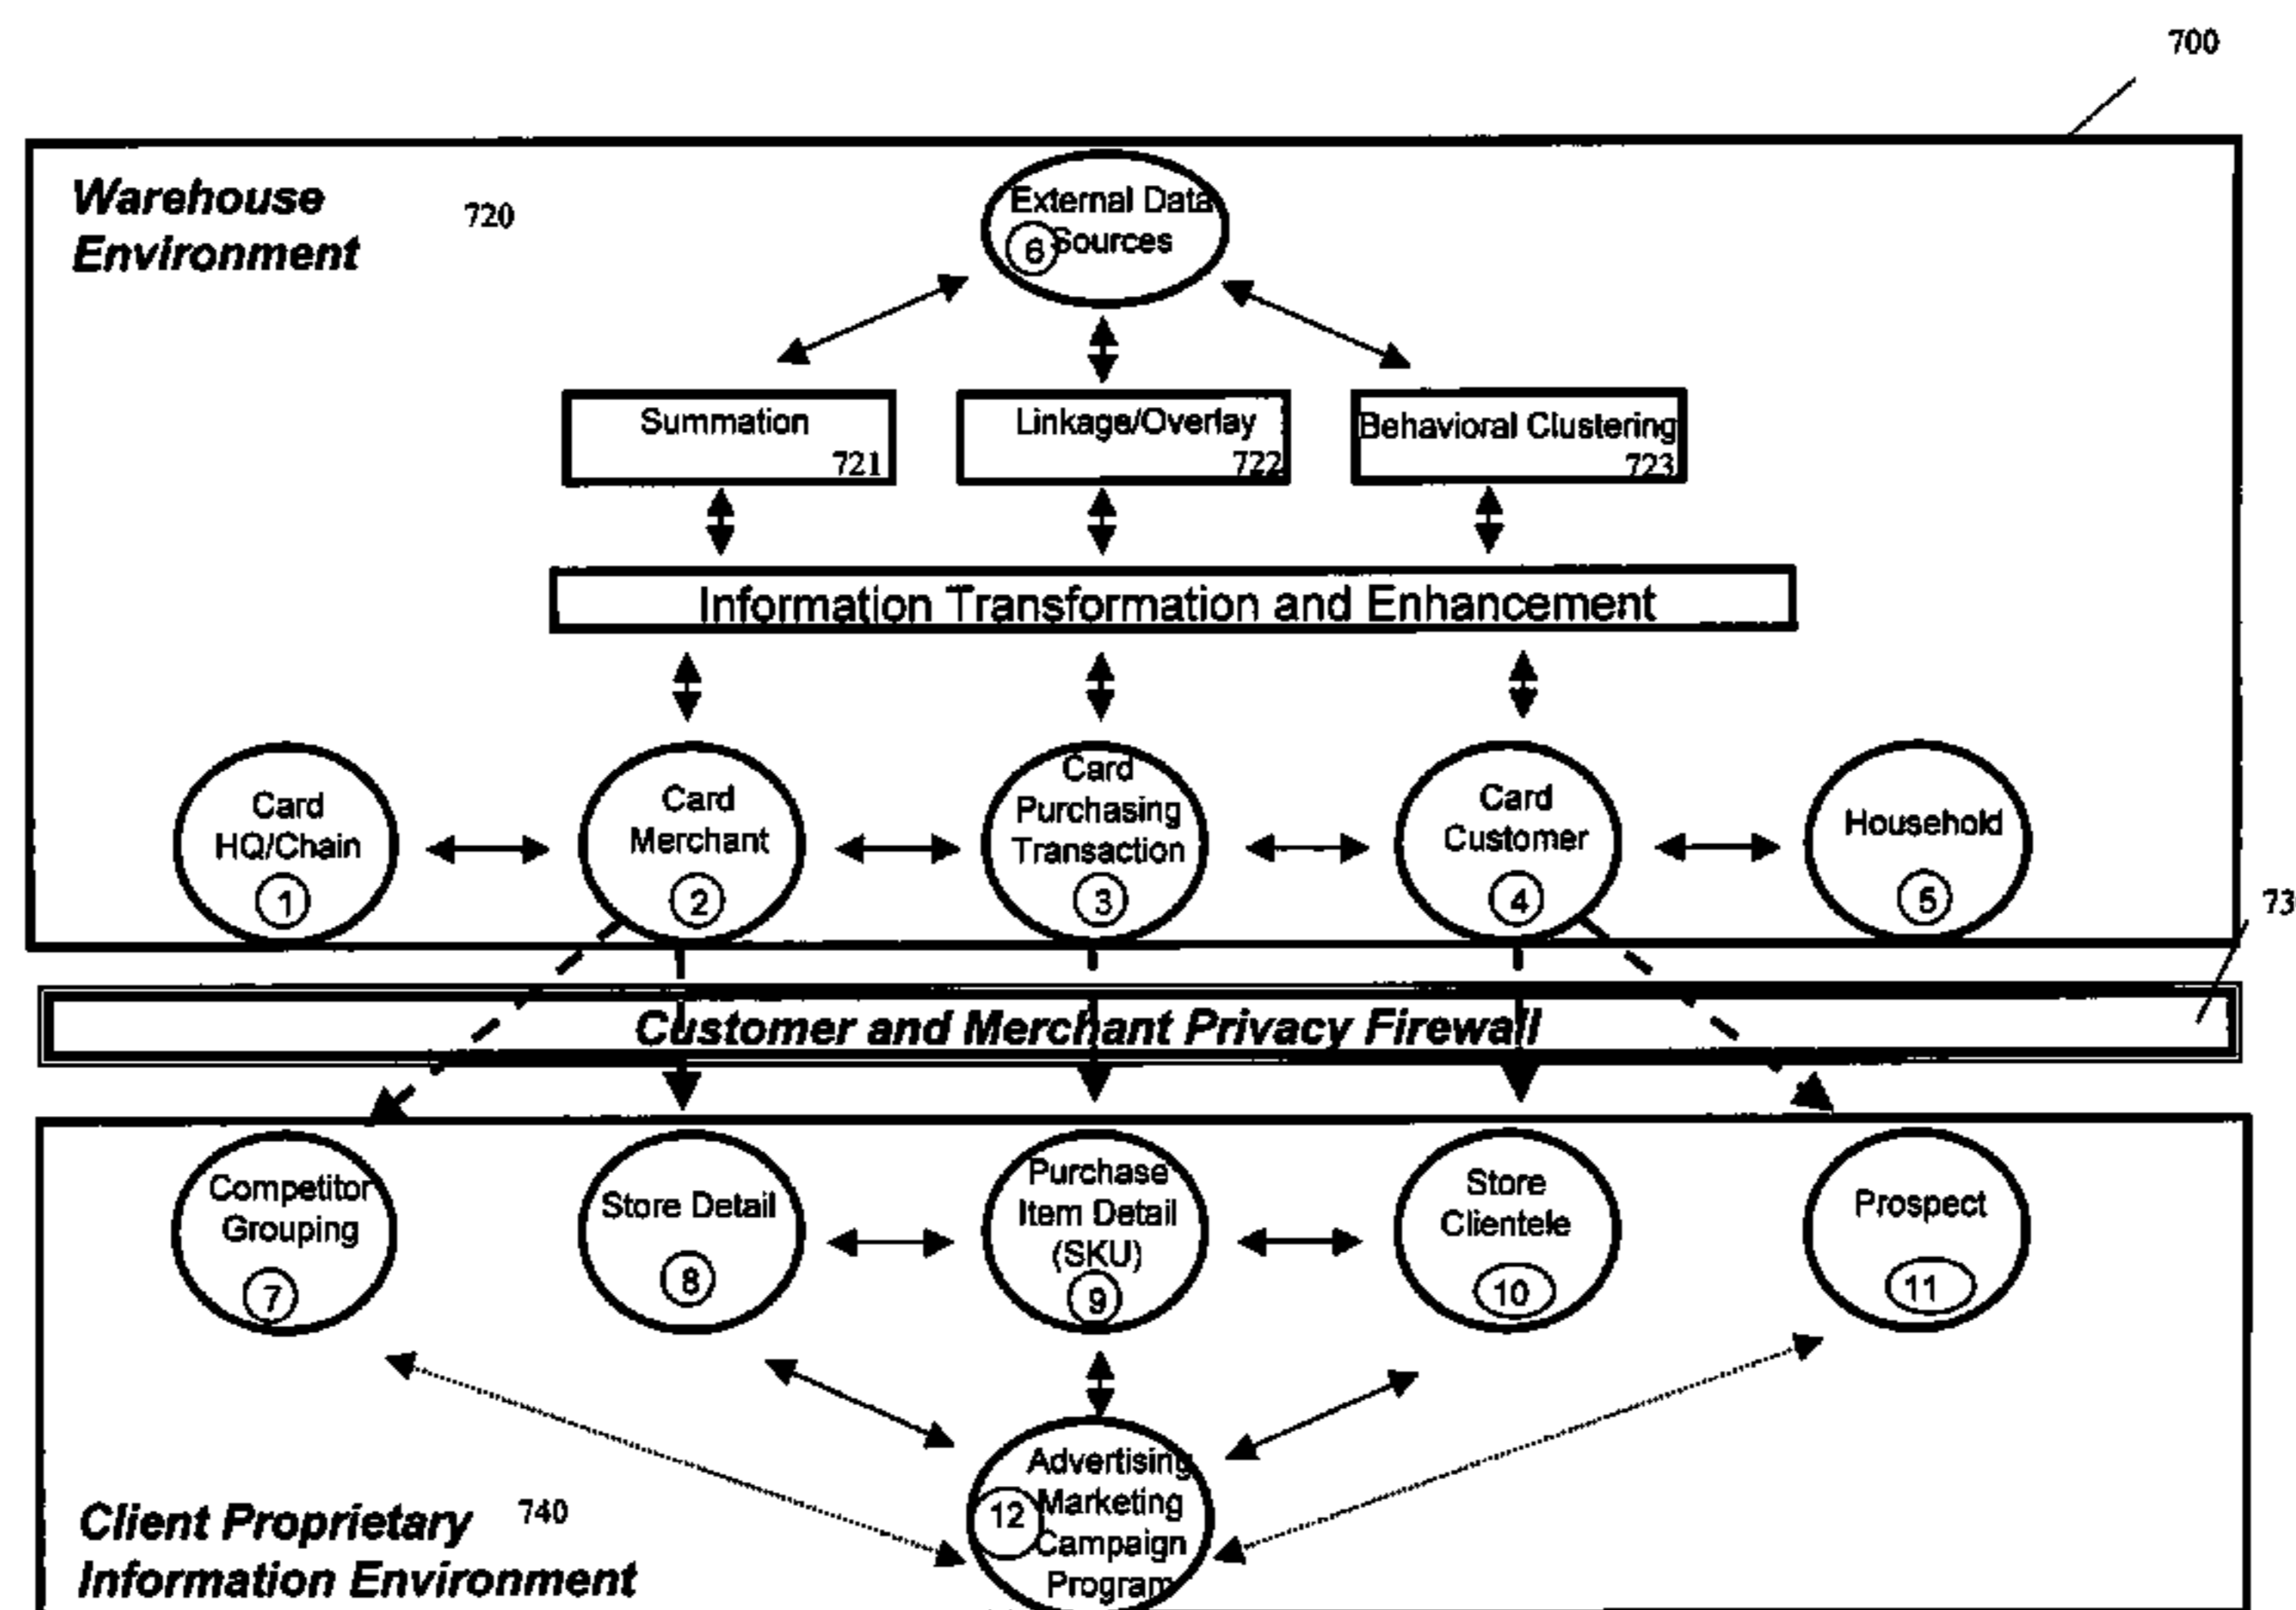 700
Warehouse
Environment
720
External Data
Sources
6
Summation
721
Linkage/Overlay
722
Behavioral Clustering
723
Information Transformation and Enhancement
Card
HQ/Chain
1
Card
Merchant
2
Card
Purchasing
Transaction
3
Card
Customer
4
Household
5
73
Customer and Merchant Privacy Firewall
Competitor
Grouping
7
Store Detail
8
Purchase
Item Detail
(SKU)
9
Store
Clientele
10
Prospect
11
Advertising
Marketing
Campaign
Program
12
Client Proprietary
Information Environment
740